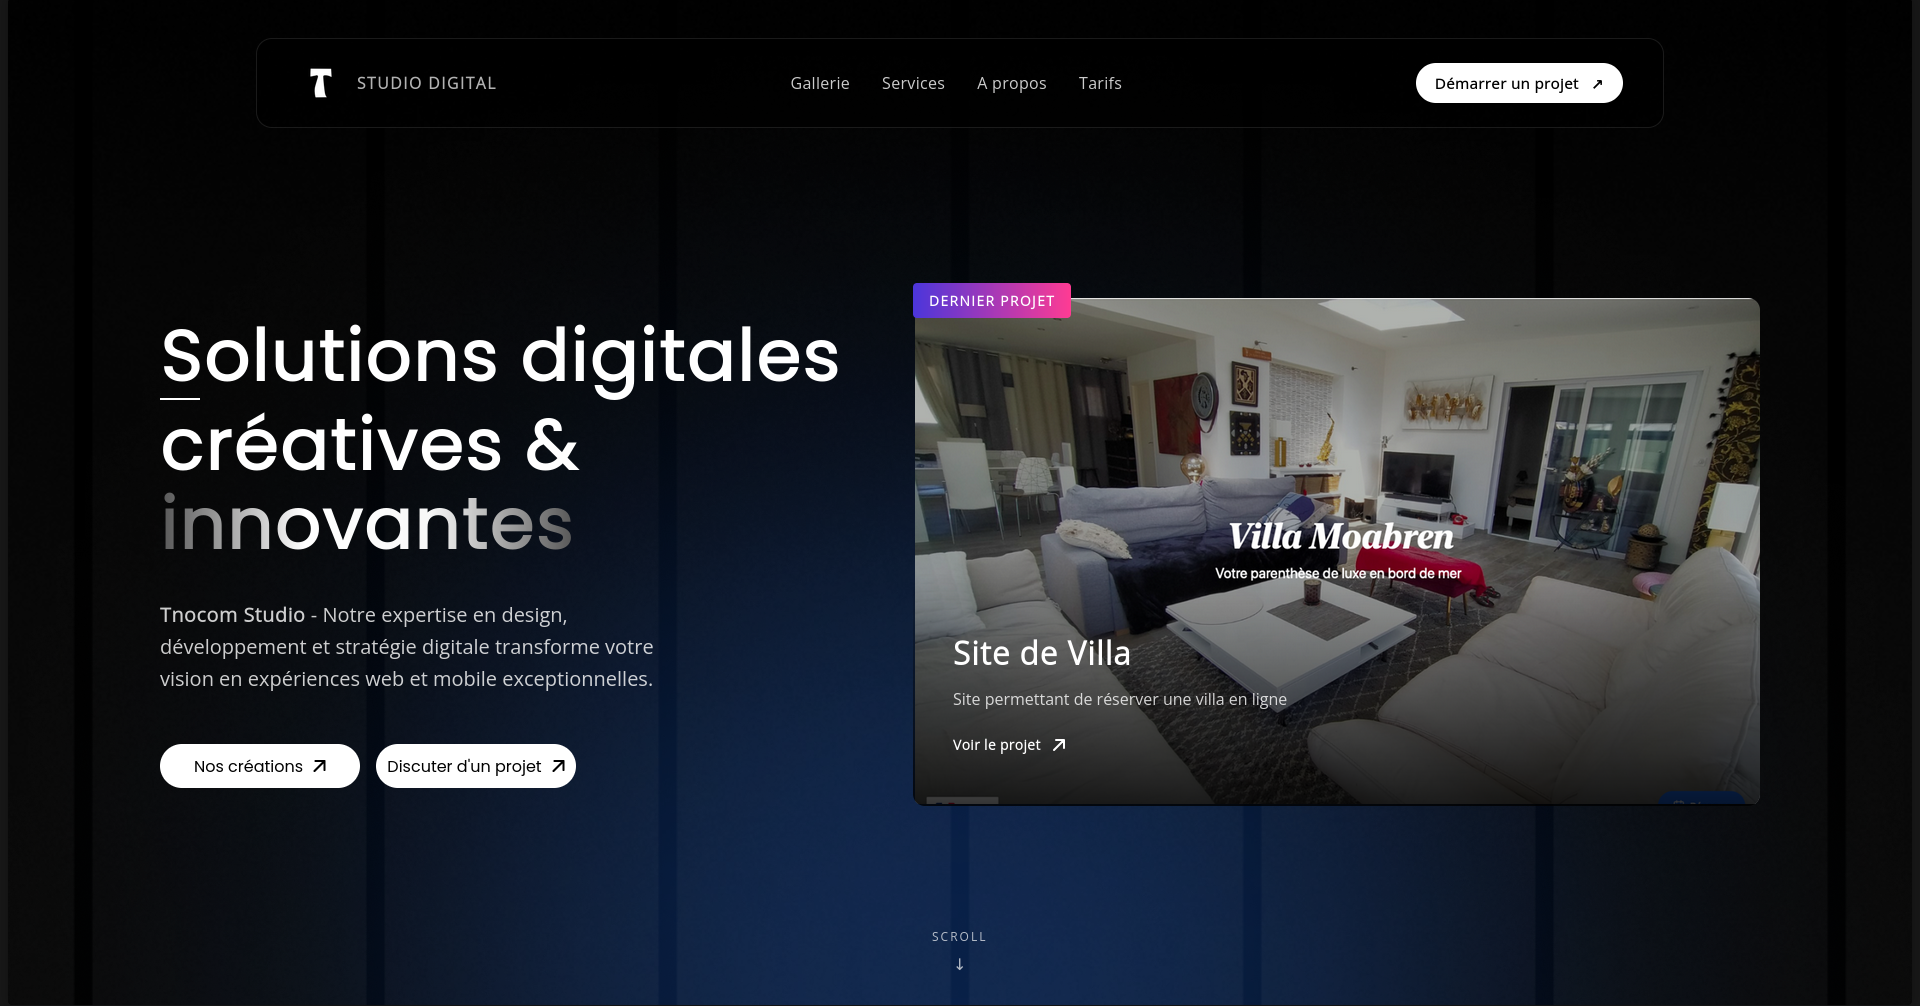 T STUDIO DIGITAL
Gallerie Services A propos Tarifs
Démarrer un projet ↗
Solutions digitales
créatives &
innovantes
Tnocom Studio - Notre expertise en design,
développement et stratégie digitale transforme votre
vision en expériences web et mobile exceptionnelles.
Nos créations
Discuter d'un projet
DERNIER PROJET
Villa Moabren
Votre parenthèse de luxe en bord de mer
Site de Villa
Site permettant de réserver une villa en ligne
Voir le projet
SCROLL
↓